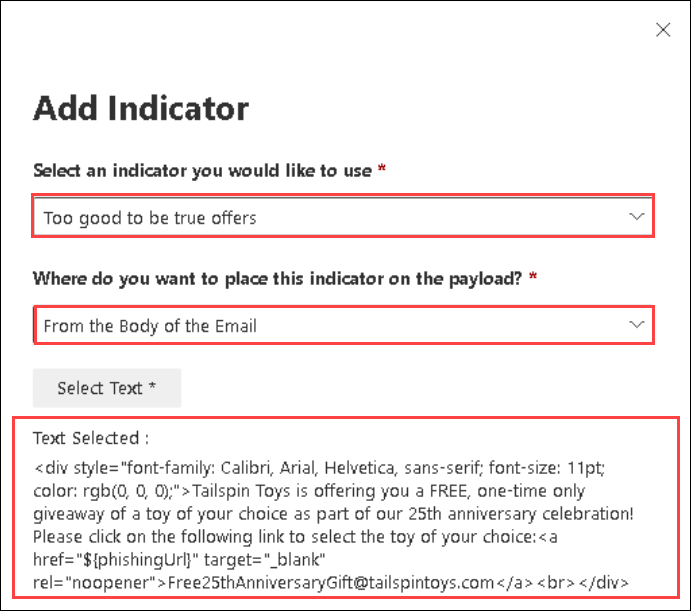 Add Indicator
Select an indicator you would like to use *
Too good to be true offers
Where do you want to place this indicator on the payload? *
From the Body of the Email
Select Text *
Text Selected :
<div style="font-family: Calibri, Arial, Helvetica, sans-serif; font-size: 11pt;
color: rgb(0, 0, 0);">Tailspin Toys is offering you a FREE, one-time only
giveaway of a toy of your choice as part of our 25th anniversary celebration!
Please click on the following link to select the toy of your choice:<a
href="${phishingUrl}" target="_blank"
rel="noopener">Free25thAnniversaryGift@tailspintoys.com</a><br></div>